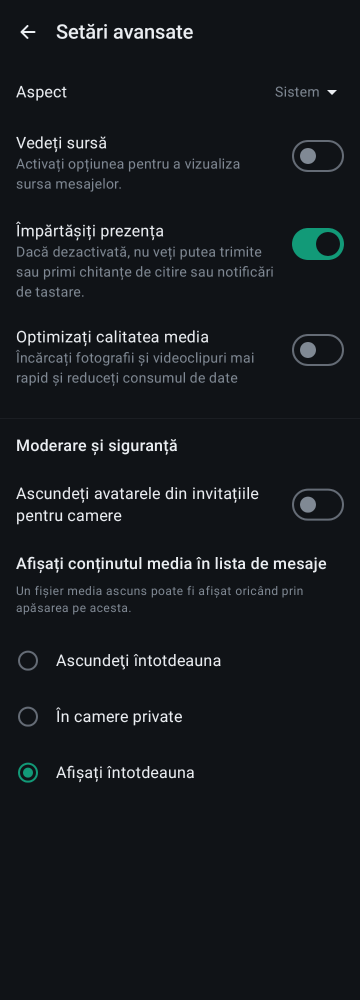 Setări avansate
Aspect
Sistem
Vedeți sursă
Activați opțiunea pentru a vizualiza
sursa mesajelor.
Împărtășiți prezența
Dacă dezactivată, nu veți putea trimite
sau primi chitanțe de citire sau notificări
de tastare.
Optimizați calitatea media
Încărcați fotografii și videoclipuri mai
rapid și reduceți consumul de date
Moderare și siguranță
Ascundeți avatarele din invitațiile
pentru camere
Afișați conținutul media în lista de mesaje
Un fișier media ascuns poate fi afișat oricând prin
apăsarea pe acesta.
Ascundeţi întotdeauna
În camere private
Afișați întotdeauna